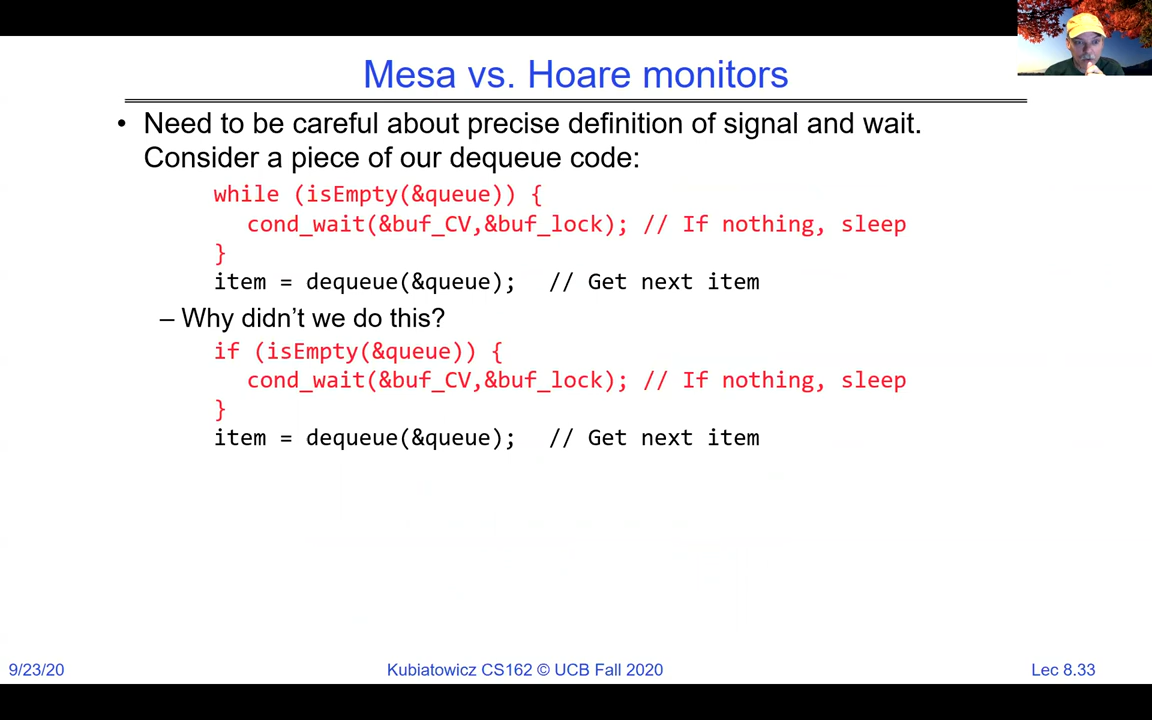 Mesa vs. Hoare monitors
• Need to be careful about precise definition of signal and wait.
Consider a piece of our dequeue code:
while (isEmpty(&queue)) {
cond_wait(&buf_CV,&buf_lock); // If nothing, sleep
}
item = dequeue(&queue); // Get next item
– Why didn’t we do this?
if (isEmpty(&queue)) {
cond_wait(&buf_CV,&buf_lock); // If nothing, sleep
}
item = dequeue(&queue); // Get next item
9/23/20
Kubiatowicz CS162 © UCB Fall 2020
Lec 8.33